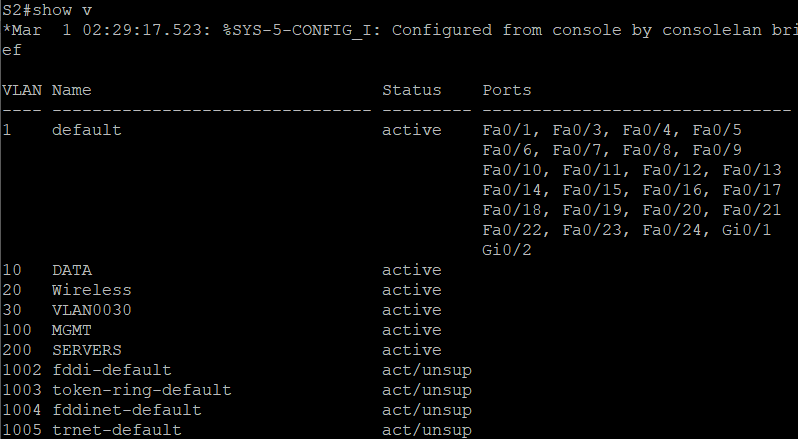 S2#show v
*Mar  1 02:29:17.523: %SYS-5-CONFIG_I: Configured from console by consolelan bri
ef
VLAN Name                             Status    Ports
---- -------------------------------- --------- -------------------------------
1    default                          active    Fa0/1, Fa0/3, Fa0/4, Fa0/5
                                                Fa0/6, Fa0/7, Fa0/8, Fa0/9
                                                Fa0/10, Fa0/11, Fa0/12, Fa0/13
                                                Fa0/14, Fa0/15, Fa0/16, Fa0/17
                                                Fa0/18, Fa0/19, Fa0/20, Fa0/21
                                                Fa0/22, Fa0/23, Fa0/24, Gi0/1
                                                Gi0/2
10   DATA                             active
20   Wireless                         active
30   VLAN0030                         active
100  MGMT                             active
200  SERVERS                          active
1002 fddi-default                     act/unsup
1003 token-ring-default               act/unsup
1004 fddinet-default                  act/unsup
1005 trnet-default                    act/unsup